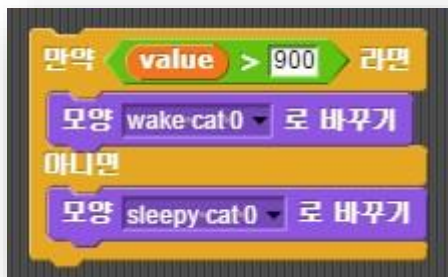 만약 value > 900 라면
모양 wake cat 0 로 바꾸기
아니면
모양 sleepy cat 0 로 바꾸기